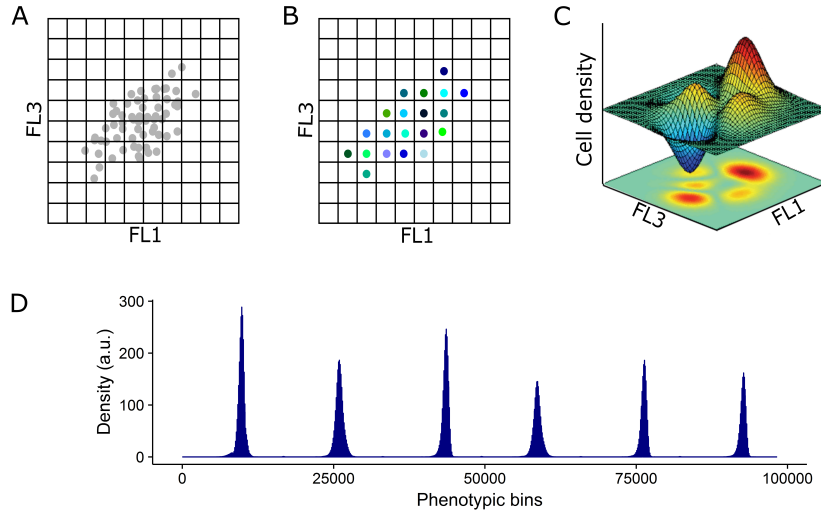 A
B
C
FL3
FL1
FL3
FL1
Cell density
FL3
FL1
D
Density (a.u.)
300
200
100
0
0
25000
50000
75000
100000
Phenotypic bins